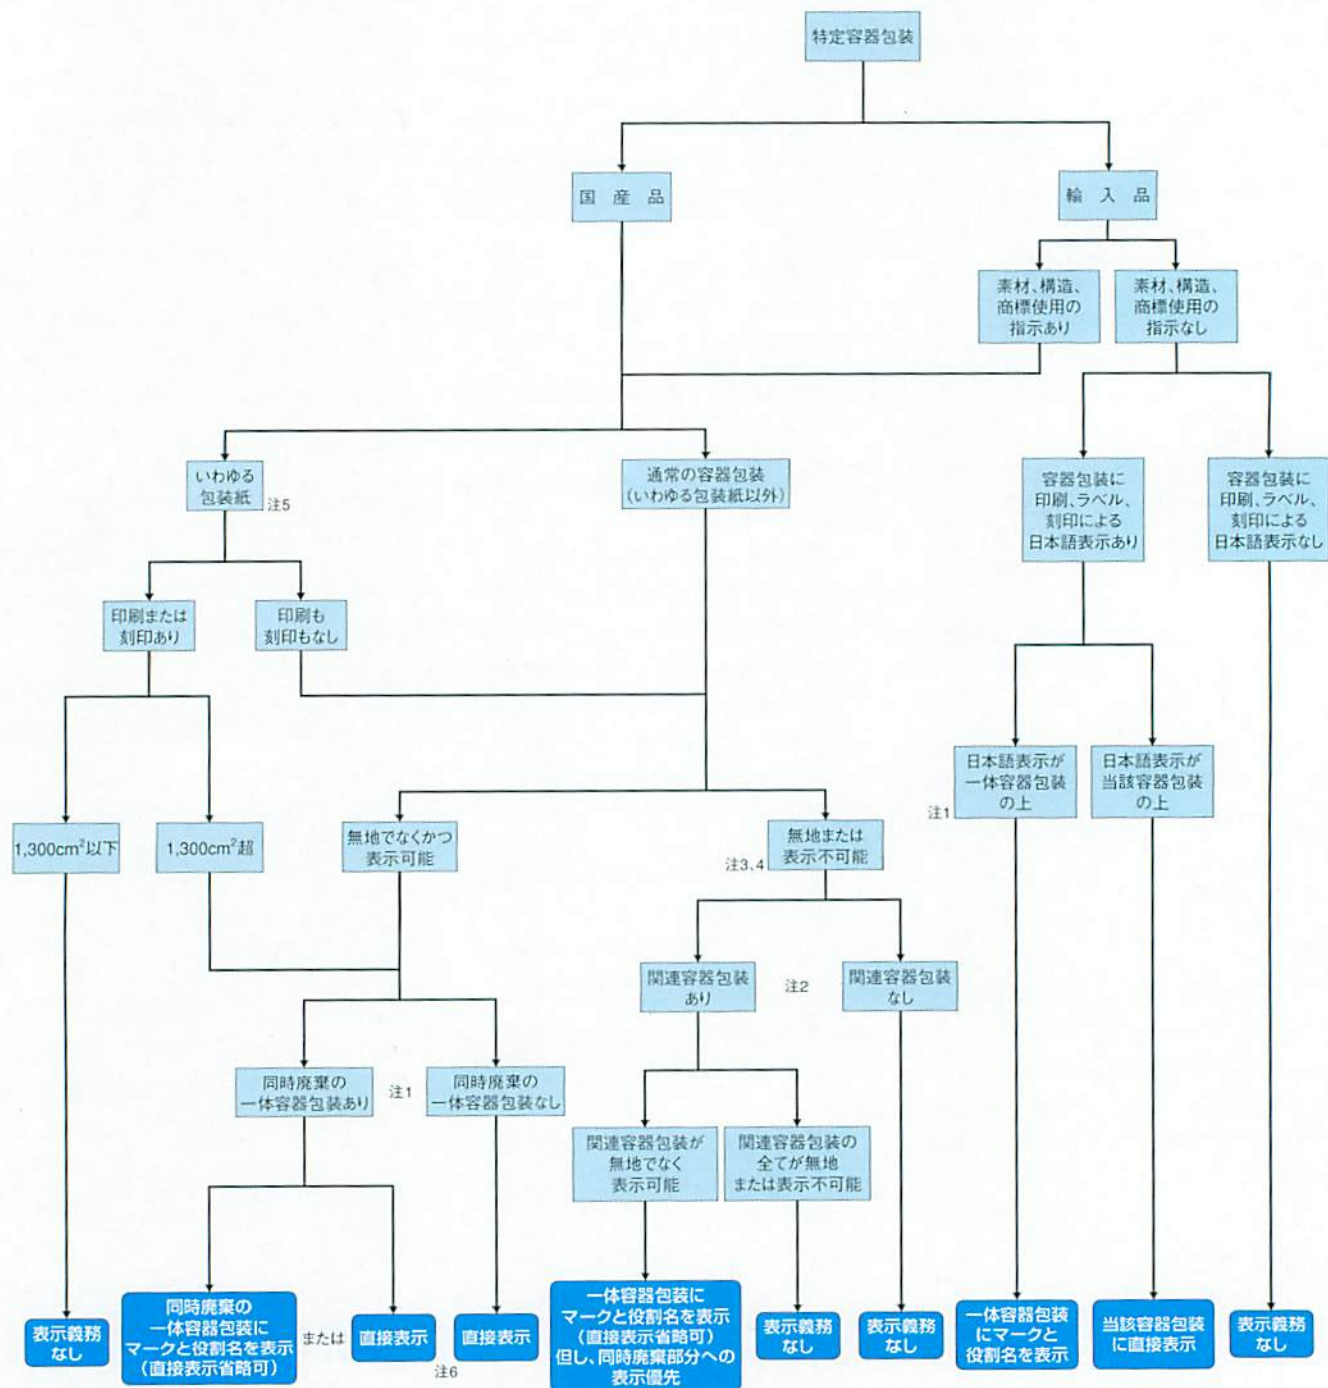 特定容器包装
国産品
輸入品
素材、構造、
商標使用の
指示あり
素材、構造、
商標使用の
指示なし
いわゆる
包装紙
注5
通常の容器包装
(いわゆる包装紙以外)
容器包装に
印刷、ラベル、
刻印による
日本語表示あり
容器包装に
印刷、ラベル、
刻印による
日本語表示なし
印刷または
刻印あり
印刷も
刻印もなし
日本語表示が
一体容器包装
の上
注1
日本語表示が
当該容器包装
の上
1,300cm²以下
1,300cm²超
無地でなくかつ
表示可能
無地または
表示不可能
注3、4
関連容器包装
あり
注2
関連容器包装
なし
同時廃棄の
一体容器包装あり
注1
同時廃棄の
一体容器包装なし
関連容器包装が
無地でなく
表示可能
関連容器包装の
全てが無地
または表示不可能
表示義務
なし
同時廃棄の
一体容器包装に
マークと役割名を表示
(直接表示省略可)
または
直接表示
注6
直接表示
一体容器包装に
マークと役割名を表示
(直接表示省略可)
但し、同時廃棄部分への
表示優先
表示義務
なし
表示義務
なし
一体容器包装
にマークと
役割名を表示
当該容器包装
に直接表示
表示義務
なし